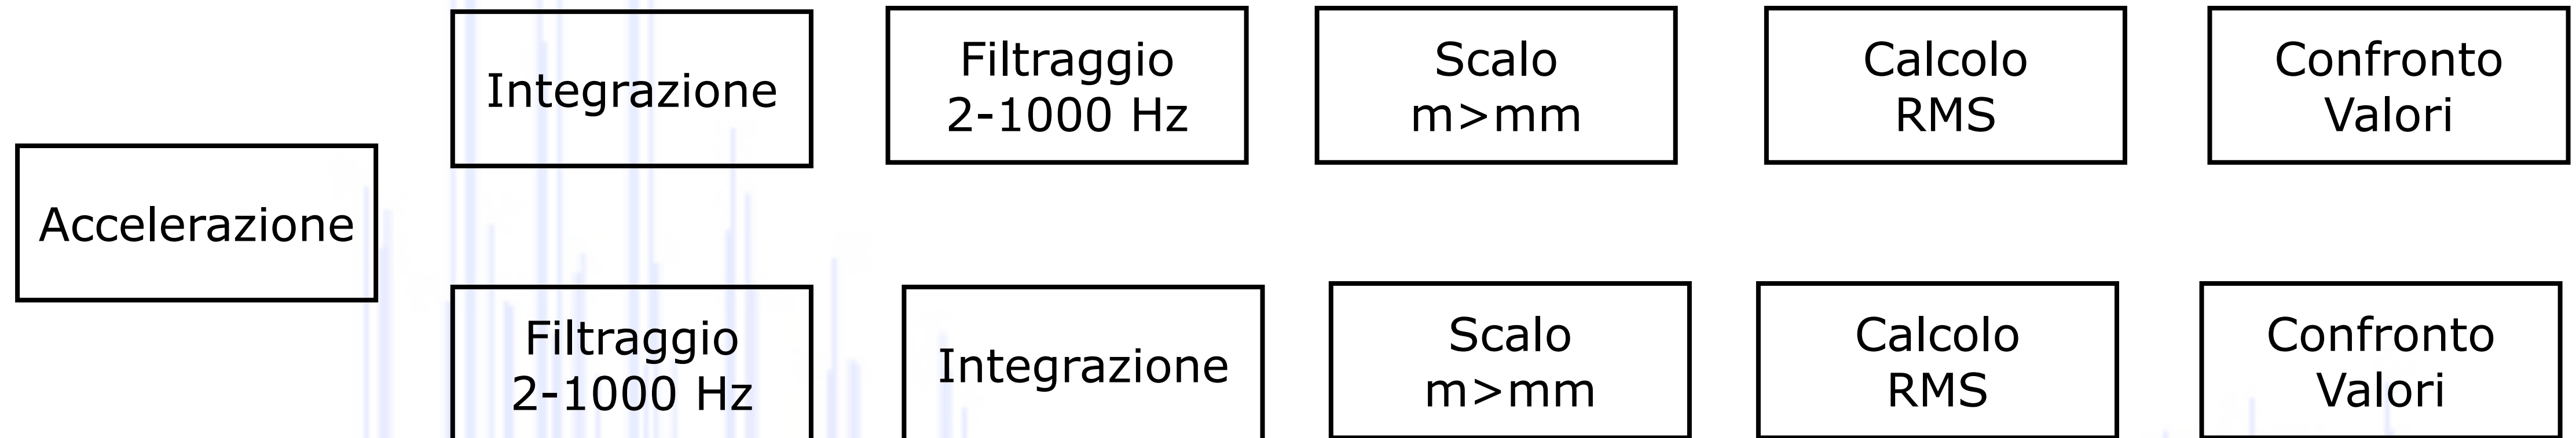 Integrazione
Filtraggio
2-1000 Hz
Scalo
m>mm
Calcolo
RMS
Confronto
Valori
Accelerazione
Filtraggio
2-1000 Hz
Integrazione
Scalo
m>mm
Calcolo
RMS
Confronto
Valori